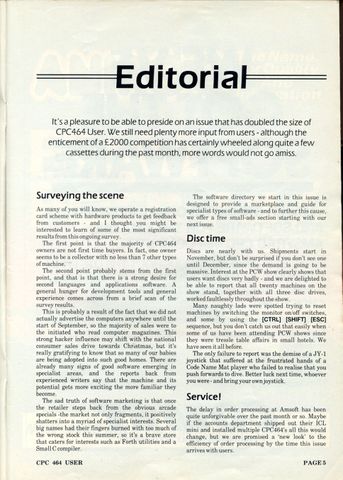 Editorial
It's a pleasure to be able to preside on an issue that has doubled the size of
CPC464 User. We still need plenty more input from users - although the
enticement of a £2000 competition has certainly wheeled along quite a few
cassettes during the past month, more words would not go amiss.
Surveying the scene
As many of you will know, we operate a registration
card scheme with hardware products to get feedback
from customers - and I thought you might be
interested to learn of some of the most significant
results from this ongoing survey.
The first point is that the majority of CPC464
owners are not first time buyers. In fact, one owner
seems to be a collector with no less than 7 other types
of machine.
The second point probably stems from the first
point, and that is that there is a strong desire for
second languages and applications software. A
general hunger for development tools and general
experience comes across from a brief scan of the
survey results.
This is probably a result of the fact that we did not
actually advertise the computers anywhere until the
start of September, so the majority of sales were to
the initiated who read computer magazines. This
strong hacker influence may shift with the national
consumer sales drive towards Christmas, but it's
really gratifying to know that so many of our babies
are being adopted into such good homes. There are
already many signs of good software emerging in
specialist areas, and the reports back from
experienced writers say that the machine and its
potential gets more exciting the more familiar they
become.
The sad truth of software marketing is that once
the retailer steps back from the obvious arcade
specials -the market not only fragments, it positively
shatters into a myriad of specialist interests. Several
big names had their fingers burned with too much of
the wrong stock this summer, so it's a brave store
that caters for interests such as Forth utilities and a
Small C compiler.
The software directory we start in this issue is
designed to provide a marketplace and guide for
specialist types of software - and to further this cause,
we offer a free small-ads section starting with our
next issue.
Disc time
Discs are nearly with us. Shipments start in
November, but don't be surprised if you don't see one
until December, since the demand is going to be
massive. Interest at the PCW show clearly shows that
users want discs very badly - and we are delighted to
be able to report that all twenty machines on the
show stand, together with all three disc drives,
worked faultlessly throughout the show.
Many naughty lads were spotted trying to reset
machines by switching the monitor on/off switches,
and some by using the [CTRL] [SHIFT] [ESC]
sequence, but you don't catch us out that easily when
some of us have been attending PCW shows since
they were trestle table affairs in small hotels. We
have seen it all before.
The only failure to report was the demise of a JY-1
joystick that suffered at the frustrated hands of a
Code Name Mat player who failed to realise that you
push forwards to dive. Better luck next time, whoever
you were - and bring your own joystick.
Service!
The delay in order processing at Amsoft has been
quite unforgivable over the past month or so. Maybe
if the accounts department shipped out their ICL
mini and installed multiple CPC464's all this would
change, but we are promised a 'new look' to the
efficiency of order processing by the time this issue
arrives with users.
CPC 464 USER
PAGE 5